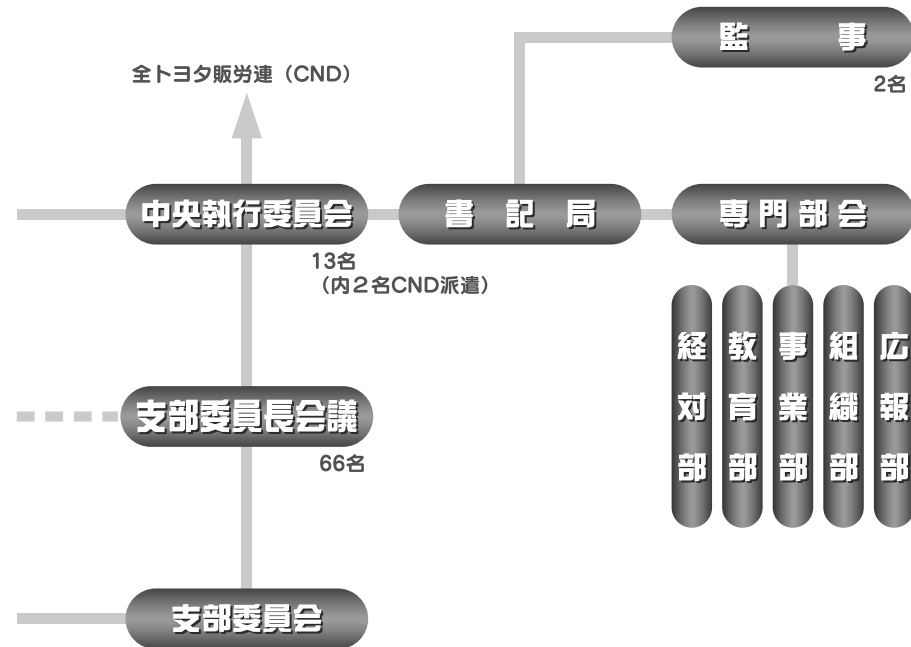 監事
2名
全トヨタ販労連（CND）
中央執行委員会
書記局
専門部会
13名
（内２名CND派遣）
経対部
教育部
事業部
組織部
広報部
支部委員長会議
66名
支部委員会